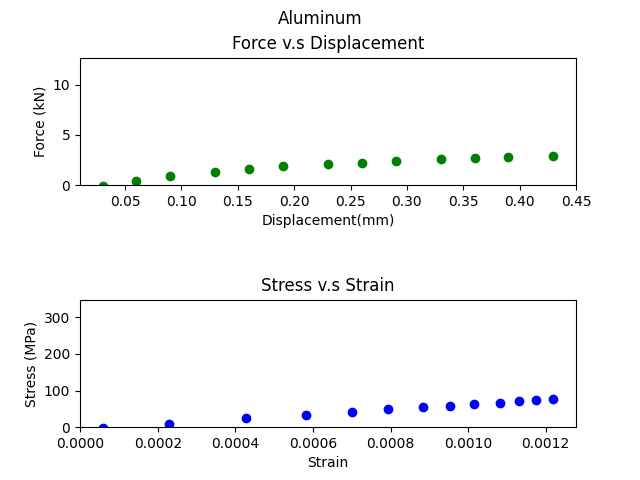 Aluminum
Force v.s Displacement
Force (kN)
10
5
0
0.05 0.10 0.15 0.20 0.25 0.30 0.35 0.40 0.45
Displacement(mm)
Stress v.s Strain
Stress (MPa)
300
200
100
0
0.0000 0.0002 0.0004 0.0006 0.0008 0.0010 0.0012
Strain